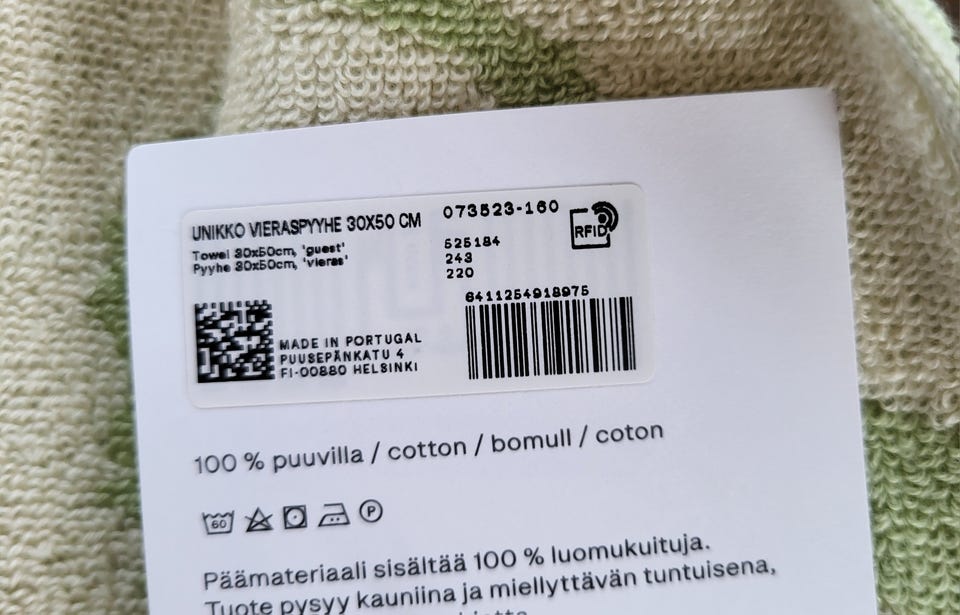 UNIKKO VIERASPYYHE 30X50 CM
Towel 30x50cm, 'guest'
Pyyhe 30x50cm, 'vieras'
073523-160
525184
243
220
RFID
6411254918975
MADE IN PORTUGAL
PUUSEPÄNKATU 4
FI-00880 HELSINKI
100 % puuvilla / cotton / bomull / coton
60
P
Päämateriaali sisältää 100 % luomukuituja.
Tuote pysyy kauniina ja miellyttävän tuntuisena,